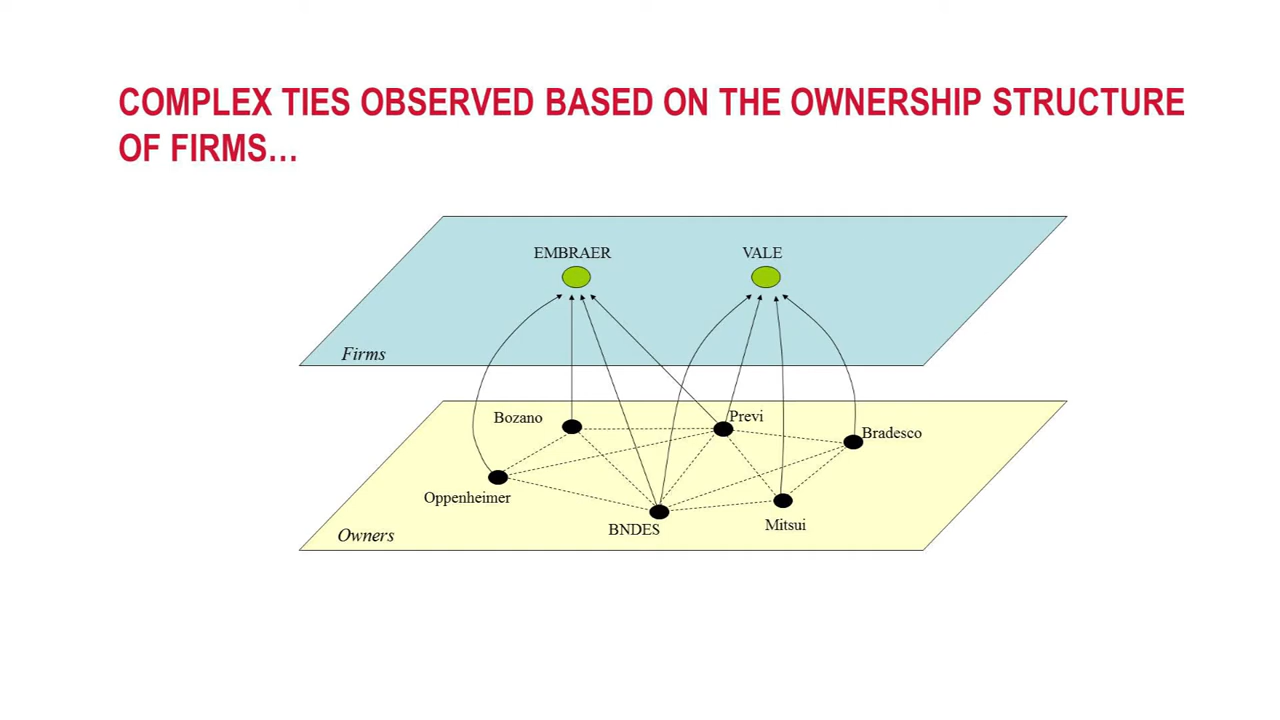 COMPLEX TIES OBSERVED BASED ON THE OWNERSHIP STRUCTURE
OF FIRMS…
EMBRAER
VALE
Firms
Bozano
Previ
Bradesco
Oppenheimer
BNDES
Mitsui
Owners